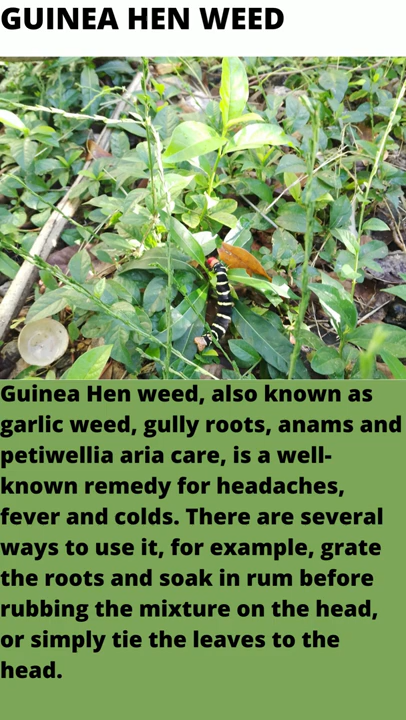 GUINEA HEN WEED
Guinea Hen weed, also known as
garlic weed, gully roots, anams and
petiwellia aria care, is a well-
known remedy for headaches,
fever and colds. There are several
ways to use it, for example, grate
the roots and soak in rum before
rubbing the mixture on the head,
or simply tie the leaves to the
head.